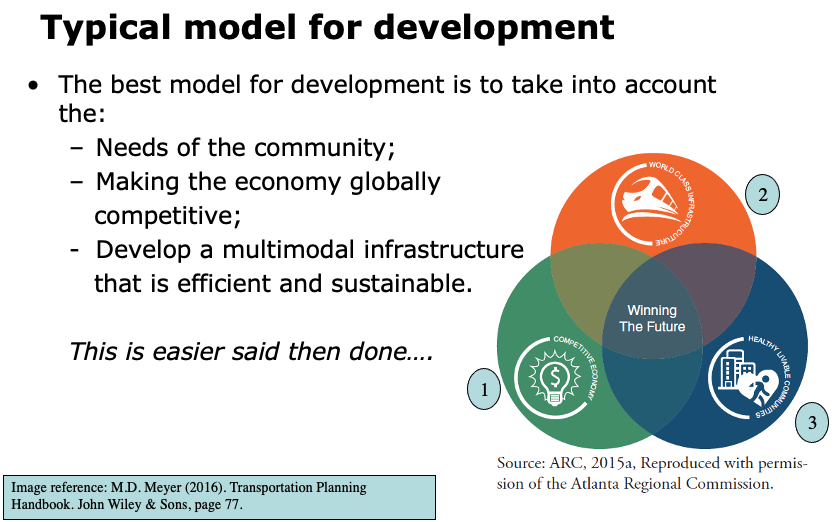 Typical model for development
• The best model for development is to take into account
the:
– Needs of the community;
– Making the economy globally
competitive;
- Develop a multimodal infrastructure
that is efficient and sustainable.
This is easier said then done….
WORLD CLASS INFRASTRUCUTURE
2
Winning
The Future
COMPETITIVE ECONOMY
$
1
HEALTHY LIVABLE COMMUNITIES
3
Source: ARC, 2015a, Reproduced with permis-
sion of the Atlanta Regional Commission.
Image reference: M.D. Meyer (2016). Transportation Planning
Handbook. John Wiley & Sons, page 77.